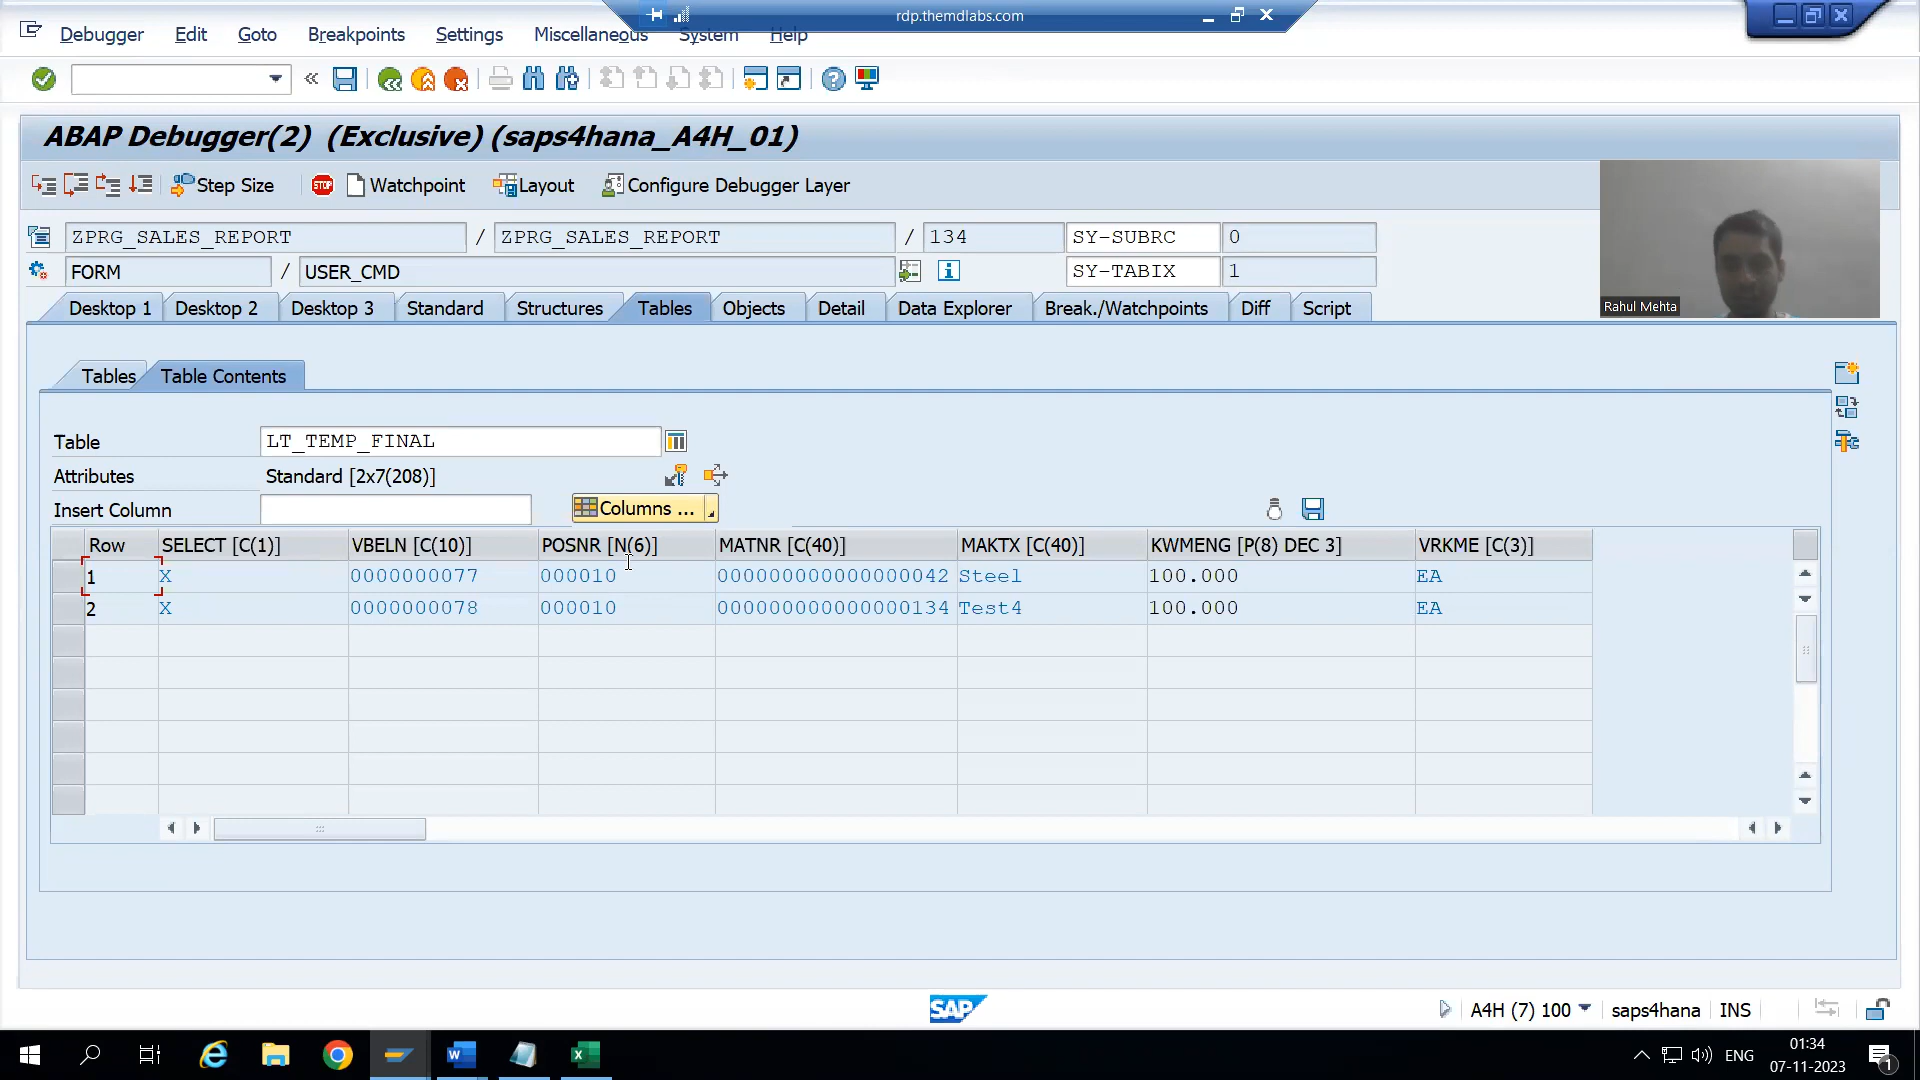 rdp.themdlabs.com
Debugger Edit Goto Breakpoints Settings Miscellaneous System Help
ABAP Debugger(2) (Exclusive) (saps4hana_A4H_01)
Step Size STOP Watchpoint Layout Configure Debugger Layer
ZPRG_SALES_REPORT / ZPRG_SALES_REPORT / 134 SY-SUBRC 0
FORM / USER_CMD SY-TABIX 1
Rahul Mehta
Desktop 1 Desktop 2 Desktop 3 Standard Structures Tables Objects Detail Data Explorer Break./Watchpoints Diff Script
Tables Table Contents
Table LT_TEMP_FINAL
Attributes Standard [2x7(208)]
Insert Column Columns ...
Row SELECT [C(1)] VBELN [C(10)] POSNR [N(6)] MATNR [C(40)] MAKTX [C(40)] KWMENG [P(8) DEC 3] VRKME [C(3)]
1 X 0000000077 000010 000000000000000042 Steel 100.000 EA
2 X 0000000078 000010 000000000000000134 Test4 100.000 EA
SAP
A4H (7) 100 saps4hana INS
ENG
01:34
07-11-2023
1